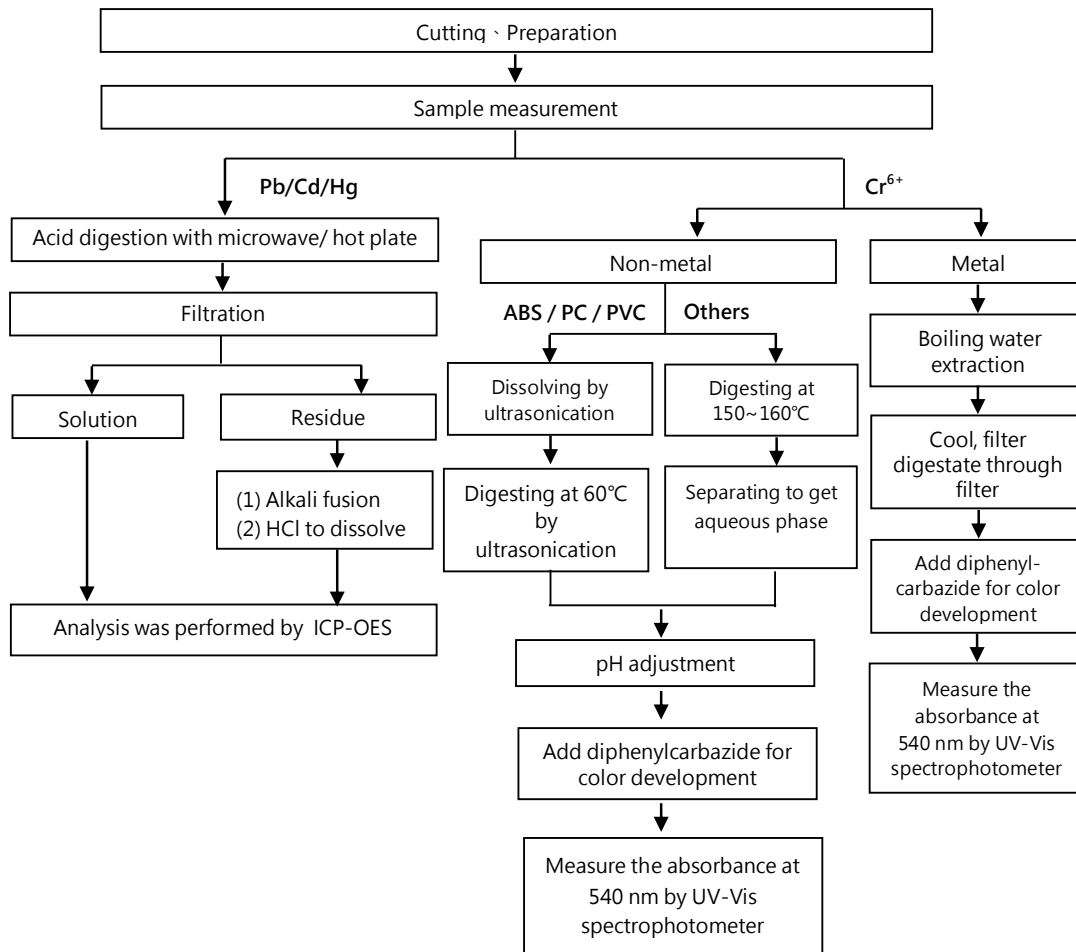 Cutting、Preparation
Sample measurement
Pb/Cd/Hg
Cr⁶⁺
Acid digestion with microwave/ hot plate
Filtration
Solution
Residue
(1) Alkali fusion
(2) HCl to dissolve
Analysis was performed by ICP-OES
Non-metal
ABS / PC / PVC
Others
Dissolving by
ultrasonication
Digesting at
150~160℃
Digesting at 60℃
by
ultrasonication
Separating to get
aqueous phase
pH adjustment
Add diphenylcarbazide for
color development
Measure the absorbance at
540 nm by UV-Vis
spectrophotometer
Metal
Boiling water
extraction
Cool, filter
digestate through
filter
Add diphenyl-
carbazide for color
development
Measure the
absorbance at
540 nm by UV-Vis
spectrophotometer